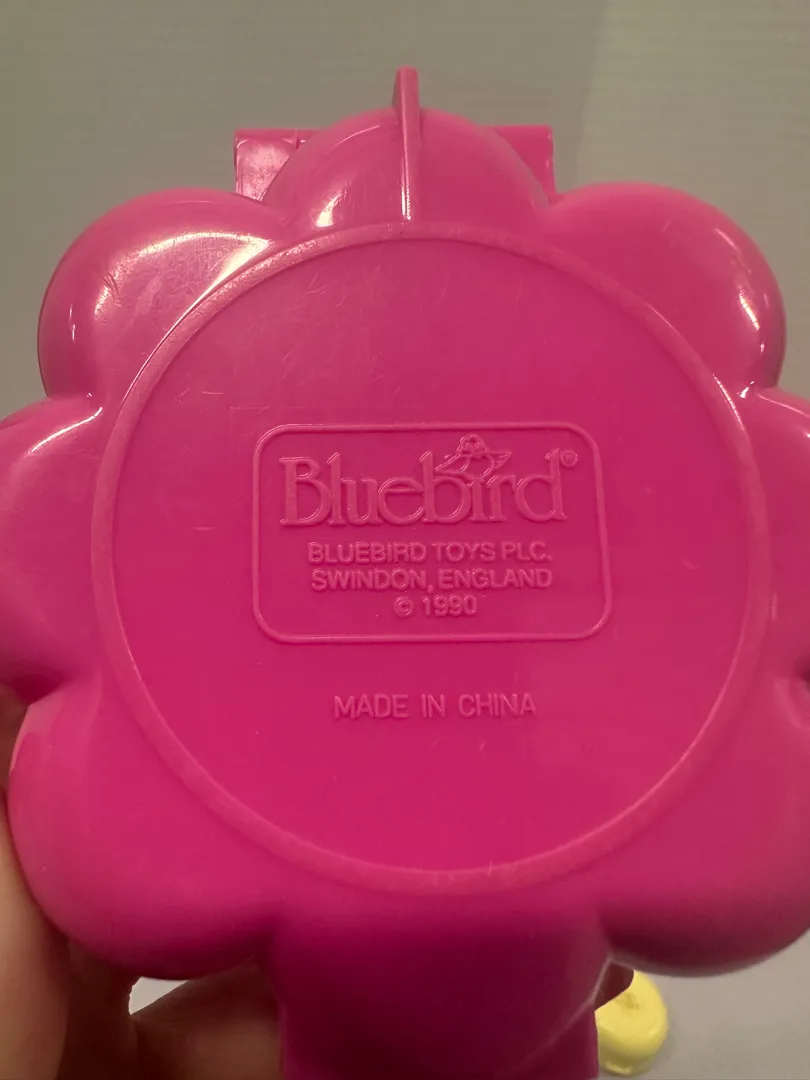 Bluebird®
BLUEBIRD TOYS PLC.
SWINDON, ENGLAND
© 1990
MADE IN CHINA